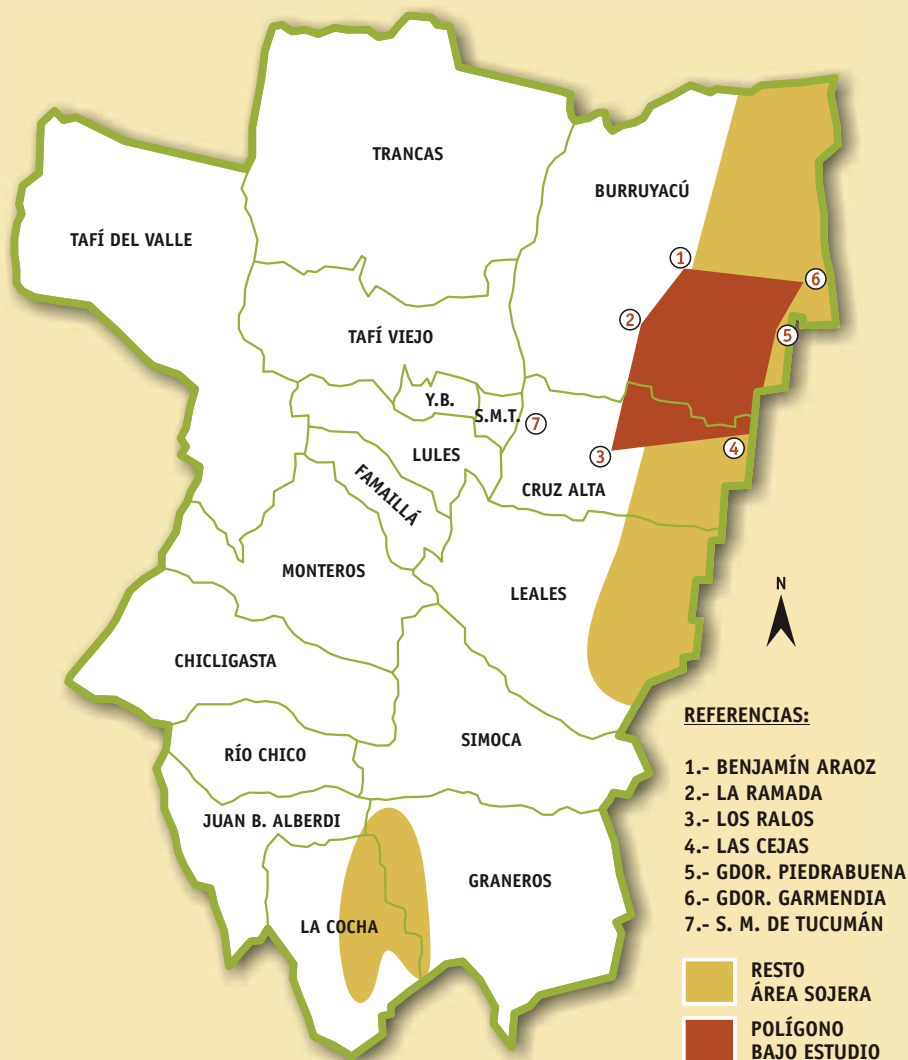 TRANCAS
BURRUYACÚ
TAFÍ DEL VALLE
1
6
2
TAFÍ VIEJO
5
Y.B.
S.M.T.
7
4
LULES
3
FAMAILLÁ
CRUZ ALTA
MONTEROS
LEALES
N
CHICLIGASTA
REFERENCIAS:
SIMOCA
RÍO CHICO
1.- BENJAMÍN ARAOZ
2.- LA RAMADA
3.- LOS RALOS
4.- LAS CEJAS
5.- GDOR. PIEDRABUENA
6.- GDOR. GARMENDIA
7.- S. M. DE TUCUMÁN
JUAN B. ALBERDI
GRANEROS
LA COCHA
RESTO
ÁREA SOJERA
POLÍGONO
BAJO ESTUDIO